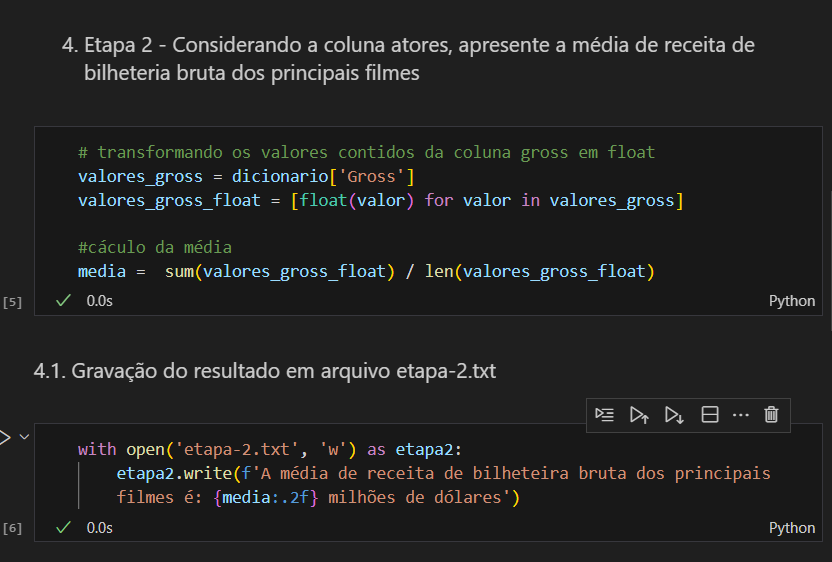 4. Etapa 2 - Considerando a coluna atores, apresente a média de receita de
bilheteria bruta dos principais filmes
# transformando os valores contidos da coluna gross em float
valores_gross = dicionario['Gross']
valores_gross_float = [float(valor) for valor in valores_gross]
#cáculo da média
media =  sum(valores_gross_float) / len(valores_gross_float)
[5]
0.0s
Python
4.1. Gravação do resultado em arquivo etapa-2.txt
with open('etapa-2.txt', 'w') as etapa2:
etapa2.write(f'A média de receita de bilheteira bruta dos principais
filmes é: {media:.2f} milhões de dólares')
[6]
0.0s
Python